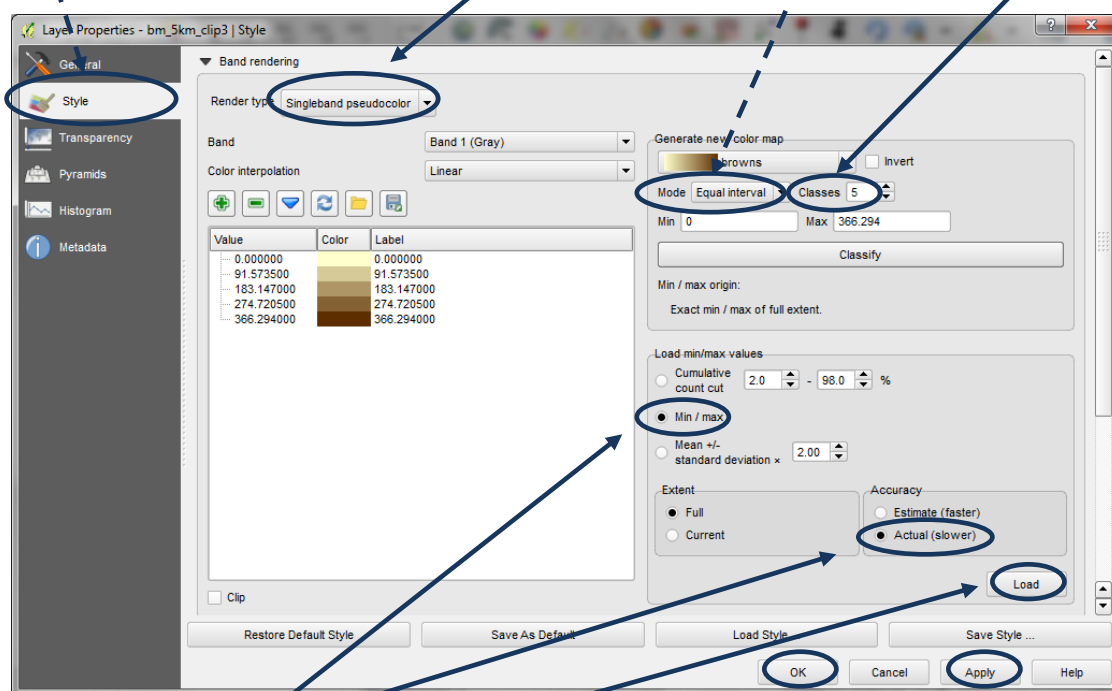 Layer Properties - bm_5km_clip3 | Style
General
Style
Transparency
Pyramids
Histogram
Metadata
Band rendering
Render type Singleband pseudocolor
Band Band 1 (Gray)
Color interpolation Linear
Value Color Label
0.000000 0.000000
91.573500 91.573500
183.147000 183.147000
274.720500 274.720500
366.294000 366.294000
Clip
Generate new color map
browns Invert
Mode Equal interval Classes 5
Min 0 Max 366.294
Classify
Min / max origin:
Exact min / max of full extent.
Load min/max values
Cumulative
count cut 2.0 - 98.0 %
Min / max
Mean +/-
standard deviation × 2.00
Extent
Full
Current
Accuracy
Estimate (faster)
Actual (slower)
Load
Restore Default Style Save As Default Load Style ... Save Style ...
OK Cancel Apply Help